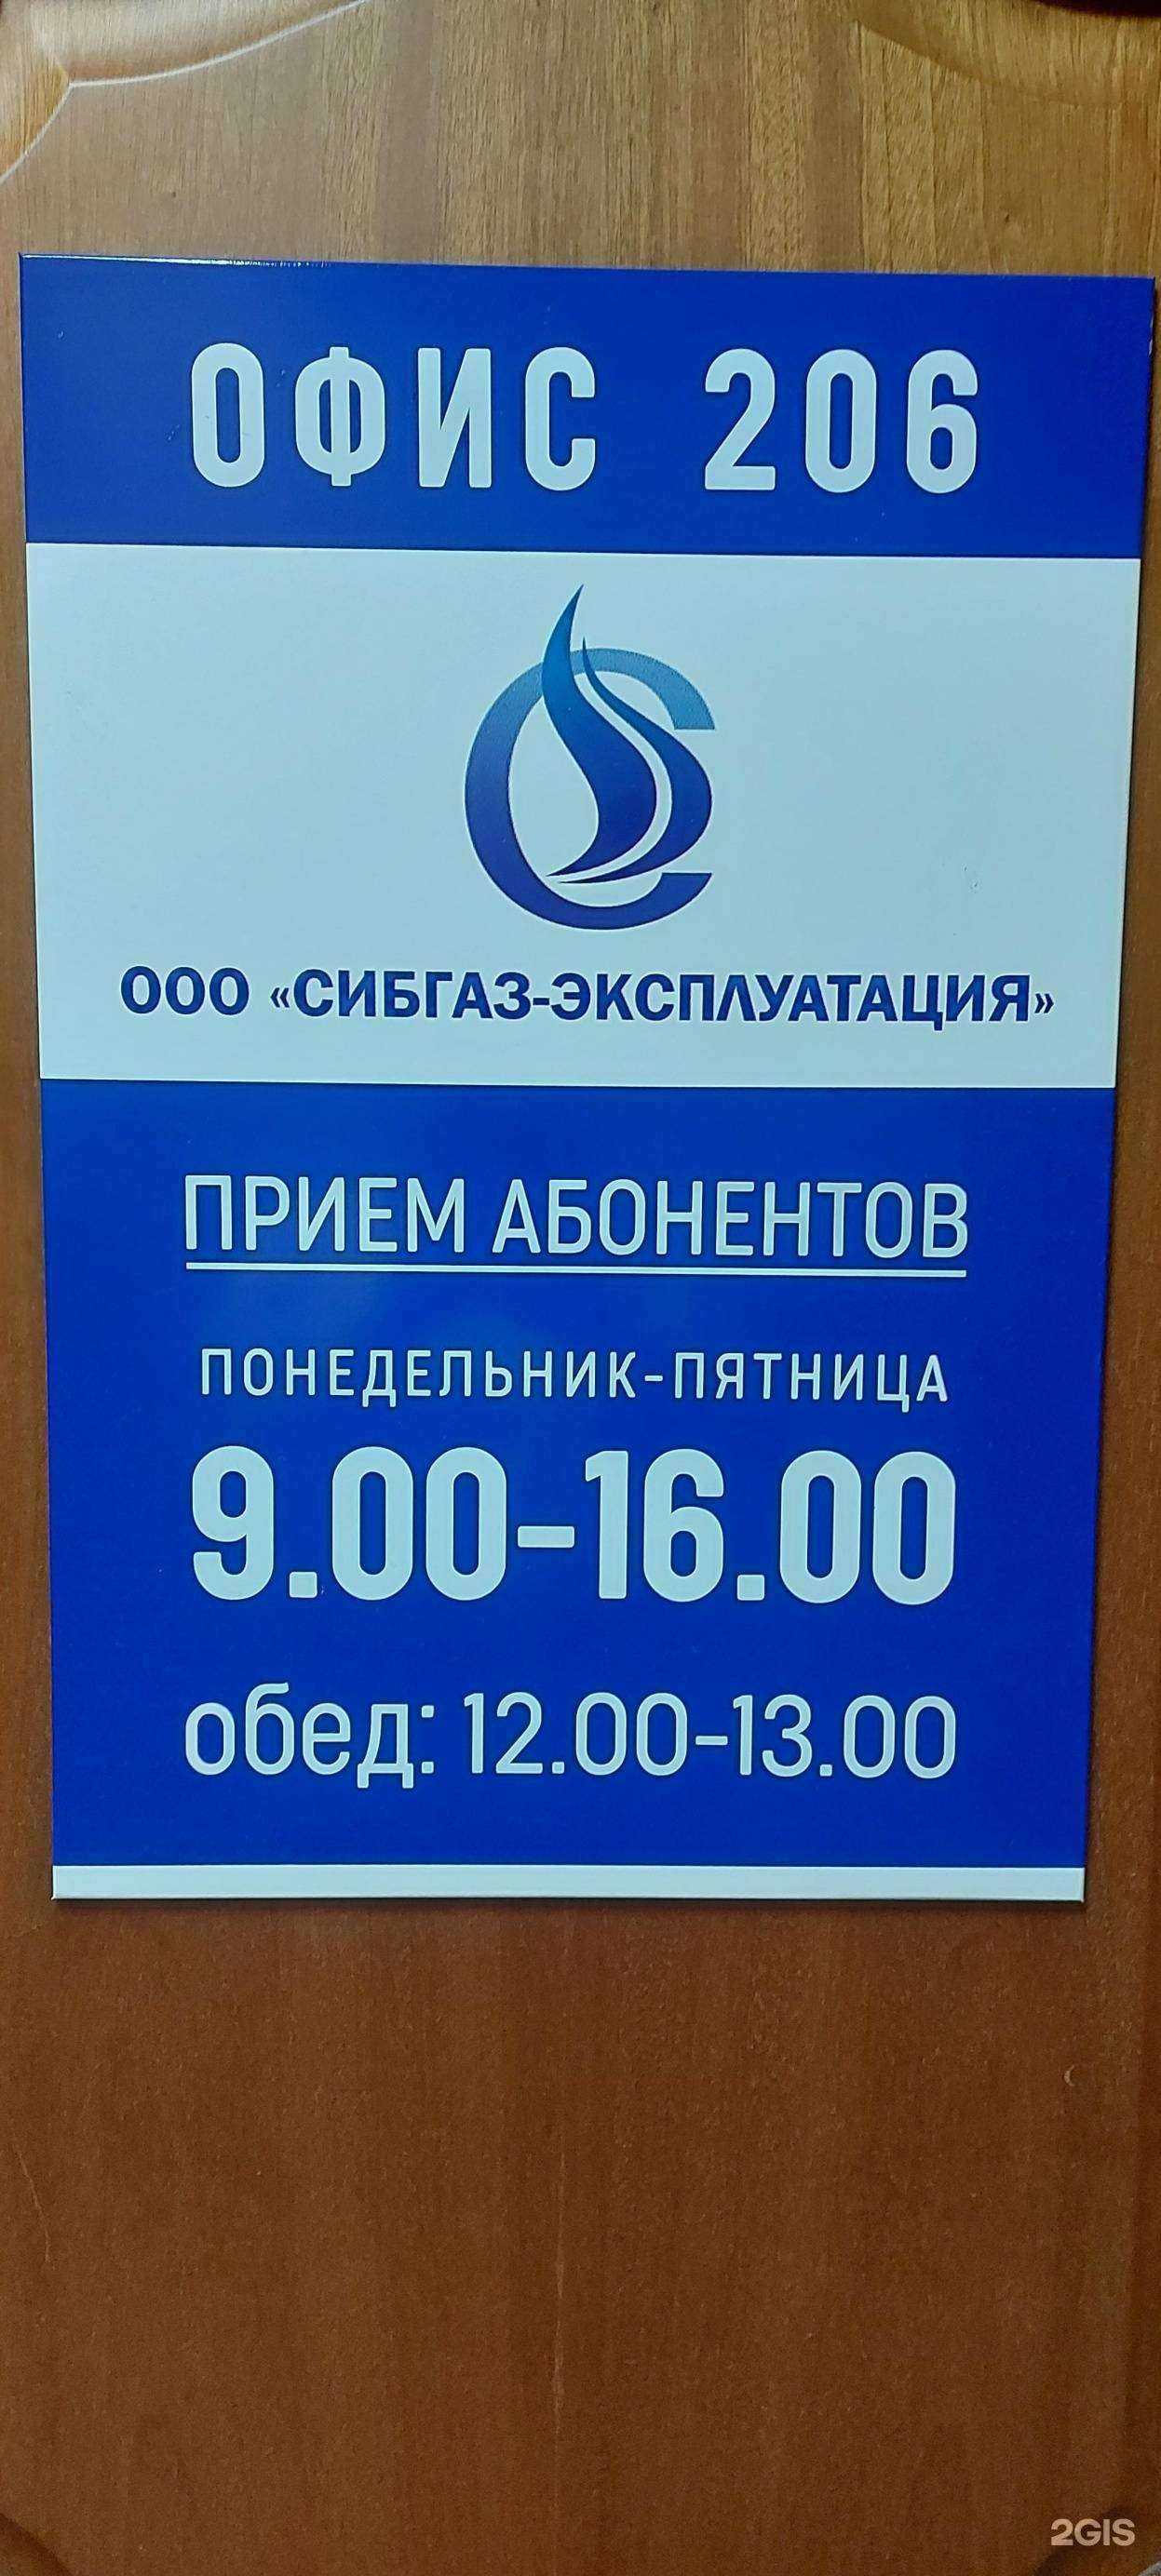 ОФИС 206
ООО «СИБГАЗ-ЭКСПЛУАТАЦИЯ»
ПРИЕМ АБОНЕНТОВ
ПОНЕДЕЛЬНИК-ПЯТНИЦА
9.00-16.00
обед: 12.00-13.00
2GIS